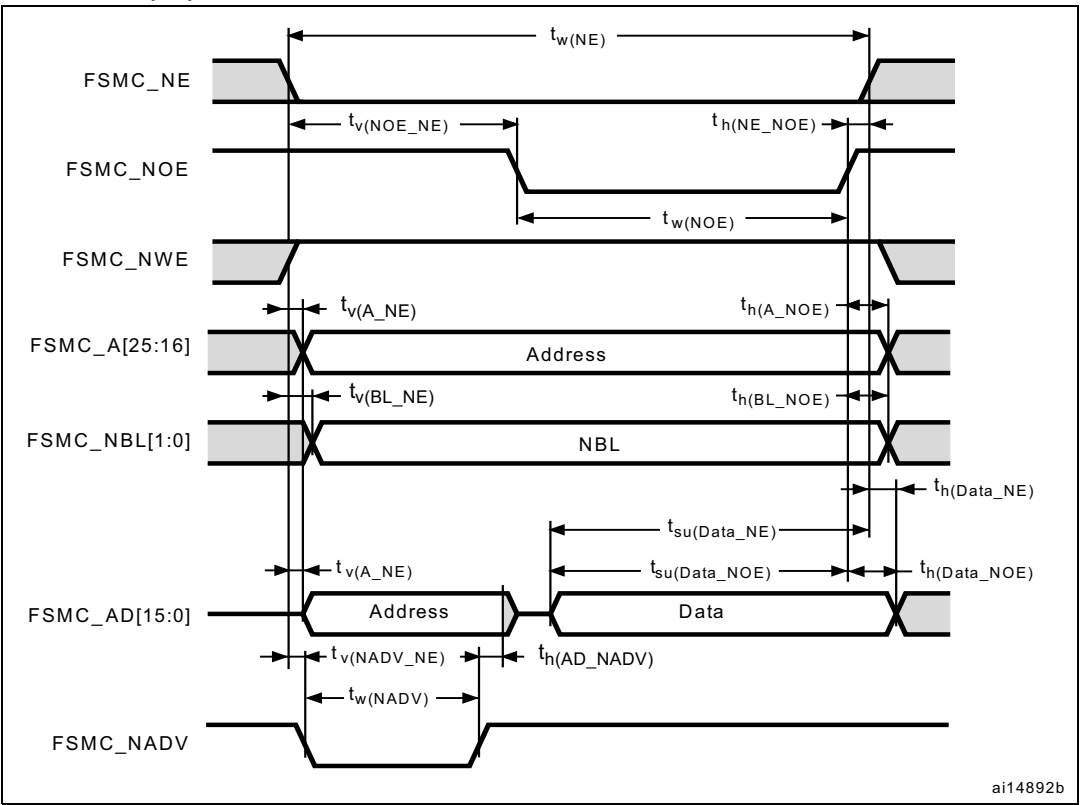 tw(NE)
FSMC_NE
tv(NOE_NE)
th(NE_NOE)
FSMC_NOE
tw(NOE)
FSMC_NWE
tv(A_NE)
th(A_NOE)
FSMC_A[25:16]
Address
tv(BL_NE)
th(BL_NOE)
FSMC_NBL[1:0]
NBL
th(Data_NE)
tsu(Data_NE)
tv(A_NE)
tsu(Data_NOE)
th(Data_NOE)
FSMC_AD[15:0]
Address
Data
tv(NADV_NE)
th(AD_NADV)
tw(NADV)
FSMC_NADV
ai14892b